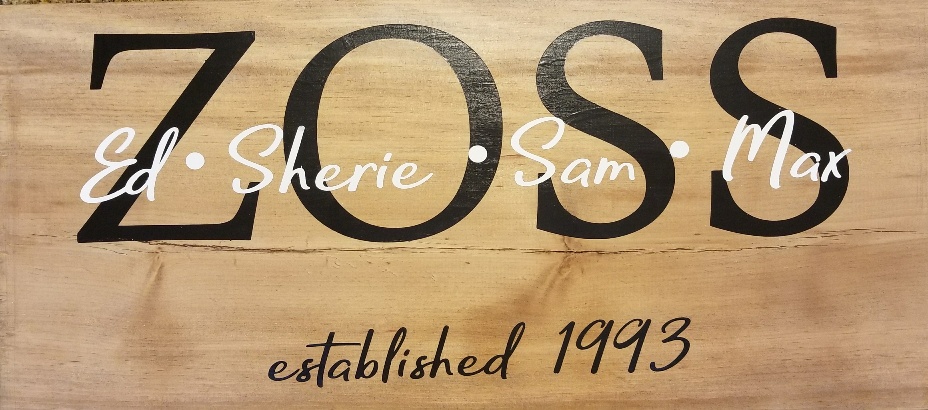 ZOSS
Ed • Sherie • Sam • Max
established 1993